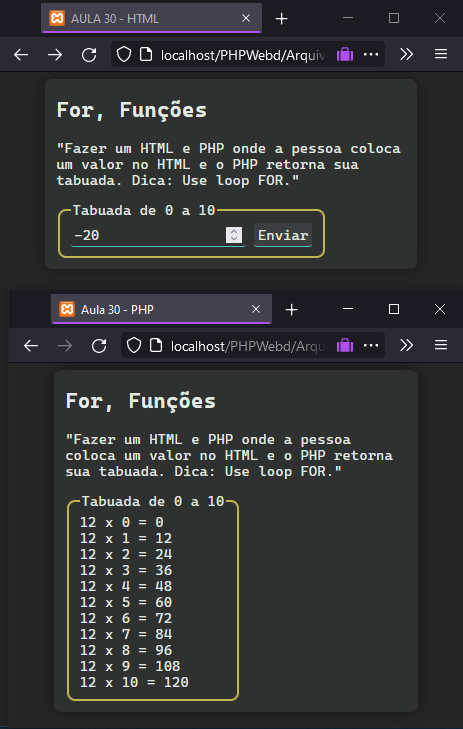 AULA 30 - HTML
localhost/PHPWebd/Arquiv
For, Funções
"Fazer um HTML e PHP onde a pessoa coloca
um valor no HTML e o PHP retorna sua
tabuada. Dica: Use loop FOR."
Tabuada de 0 a 10
-20
Enviar
Aula 30 - PHP
localhost/PHPWebd/Arqu
For, Funções
"Fazer um HTML e PHP onde a pessoa
coloca um valor no HTML e o PHP retorna
sua tabuada. Dica: Use loop FOR."
Tabuada de 0 a 10
12 x 0 = 0
12 x 1 = 12
12 x 2 = 24
12 x 3 = 36
12 x 4 = 48
12 x 5 = 60
12 x 6 = 72
12 x 7 = 84
12 x 8 = 96
12 x 9 = 108
12 x 10 = 120